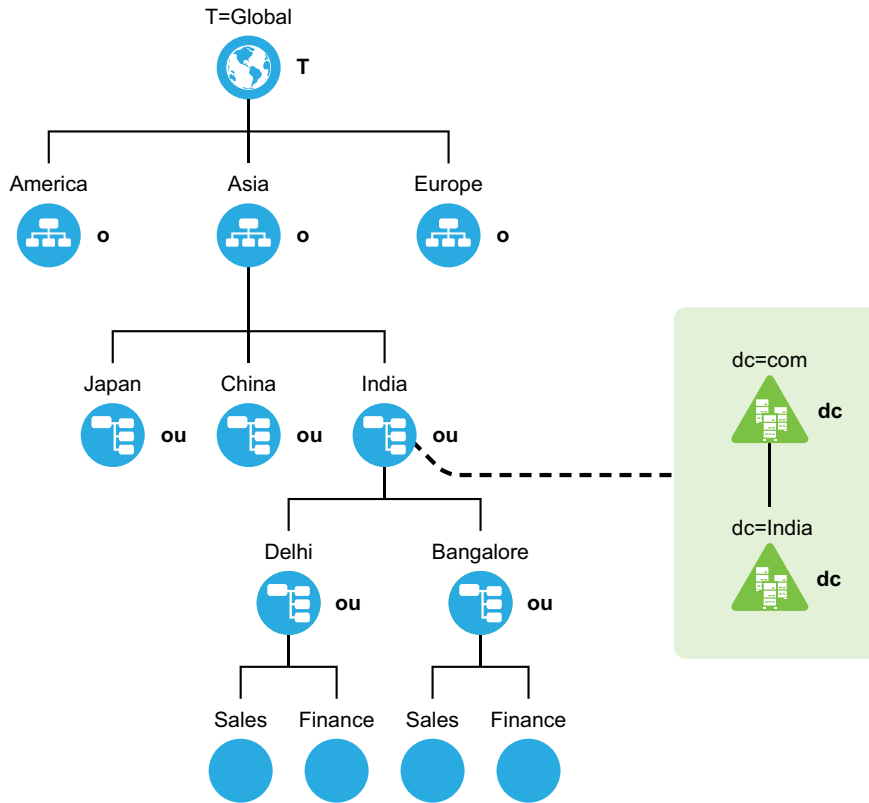 T=Global
T
America
Asia
Europe
o
o
o
Japan
China
India
ou
ou
ou
dc=com
dc
dc=India
dc
Delhi
Bangalore
ou
ou
Sales
Finance
Sales
Finance